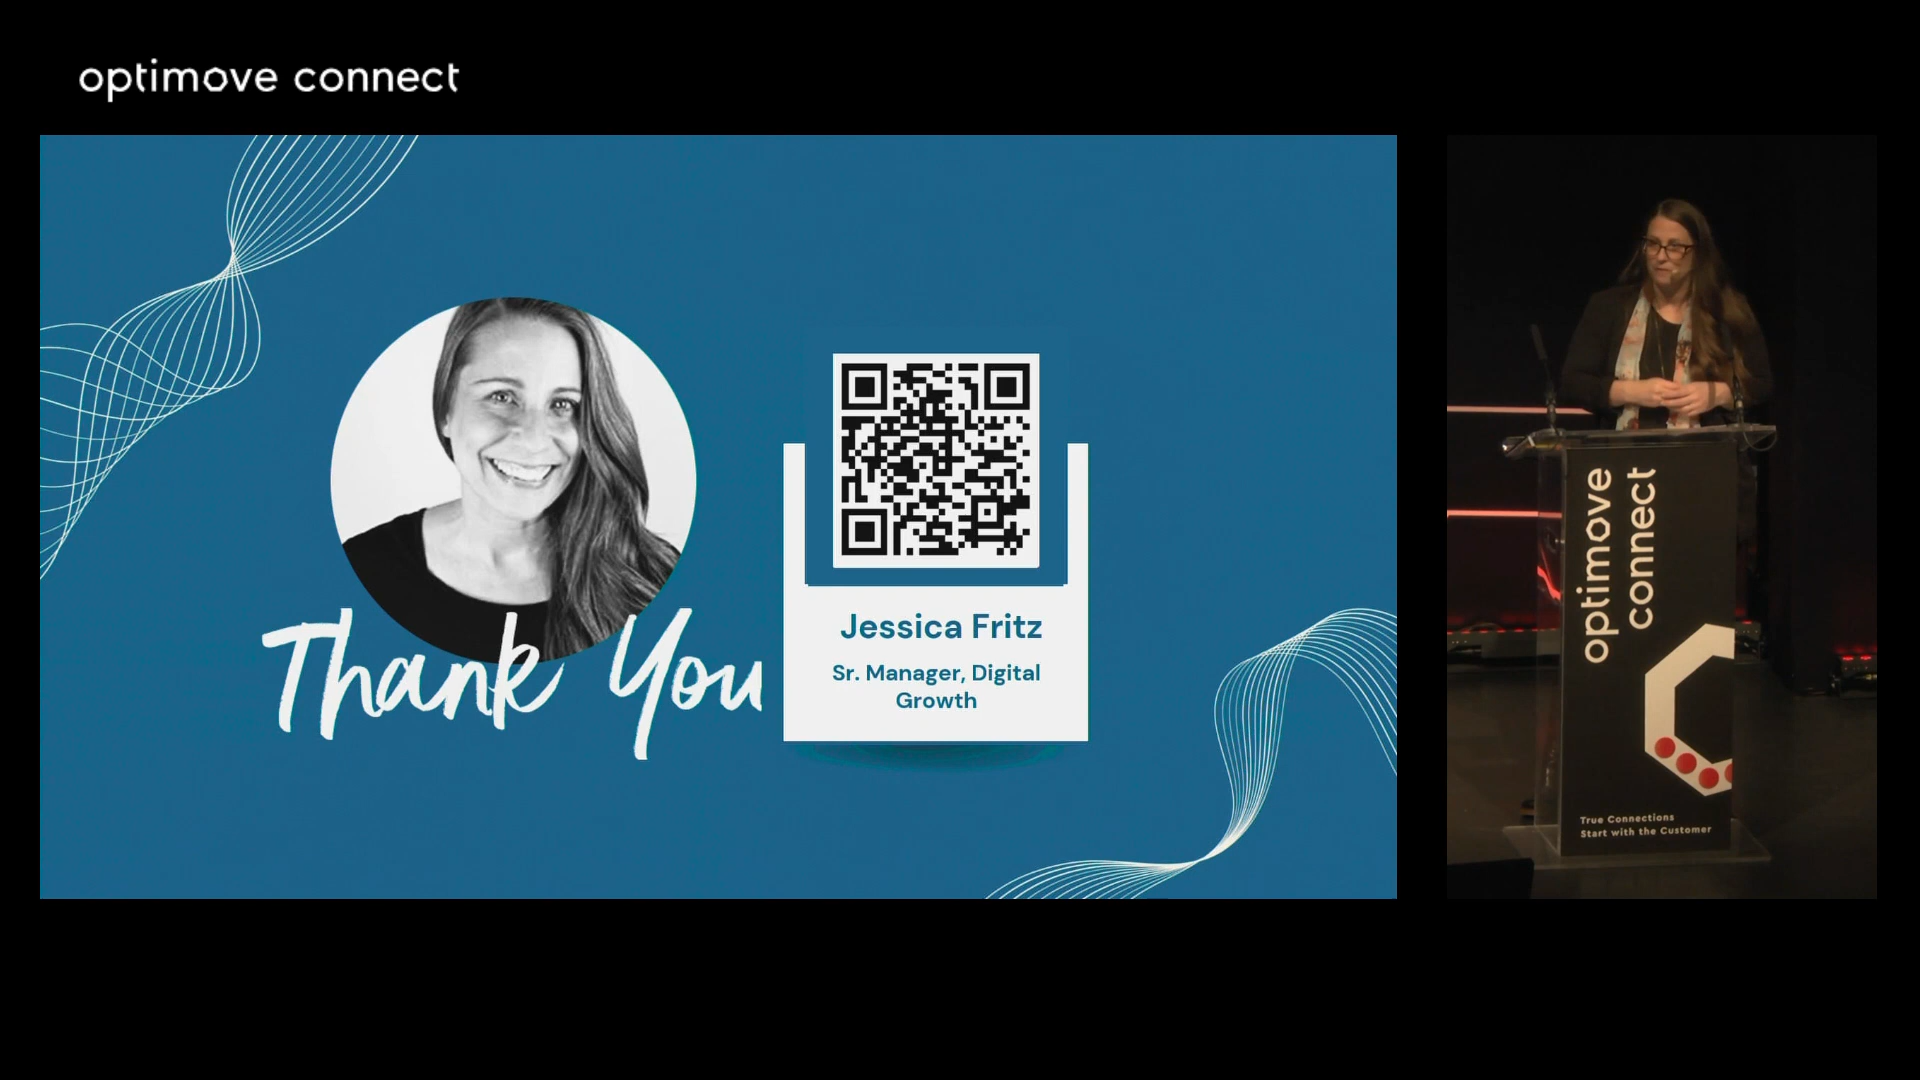 optimove connect
Thank You
Jessica Fritz
Sr. Manager, Digital
Growth
optimove
connect
True Connections
Start with the Customer